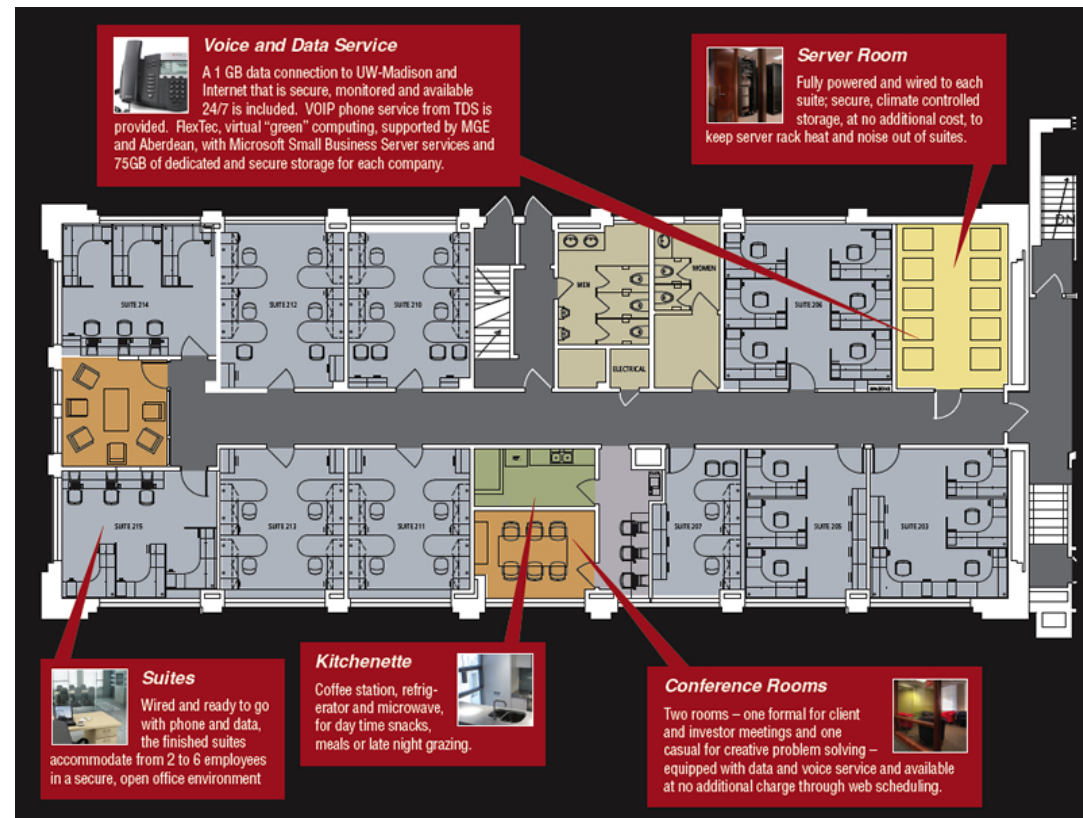 Voice and Data Service
A 1 GB data connection to UW-Madison and
Internet that is secure, monitored and available
24/7 is included. VOIP phone service from TDS is
provided. FlexTec, virtual “green” computing, supported by MGE
and Aberdean, with Microsoft Small Business Server services and
75GB of dedicated and secure storage for each company.
Server Room
Fully powered and wired to each
suite; secure, climate controlled
storage, at no additional cost, to
keep server rack heat and noise out of suites.
DN
SUITE 214
SUITE 212
SUITE 210
MEN
WOMEN
SUITE 206
ELECTRICAL
SUITE 215
SUITE 213
SUITE 211
SUITE 207
SUITE 205
SUITE 203
Suites
Wired and ready to go
with phone and data,
the finished suites
accommodate from 2 to 6 employees
in a secure, open office environment
Kitchenette
Coffee station, refrig-
erator and microwave,
for day time snacks,
meals or late night grazing.
Conference Rooms
Two rooms – one formal for client
and investor meetings and one
casual for creative problem solving –
equipped with data and voice service and available
at no additional charge through web scheduling.